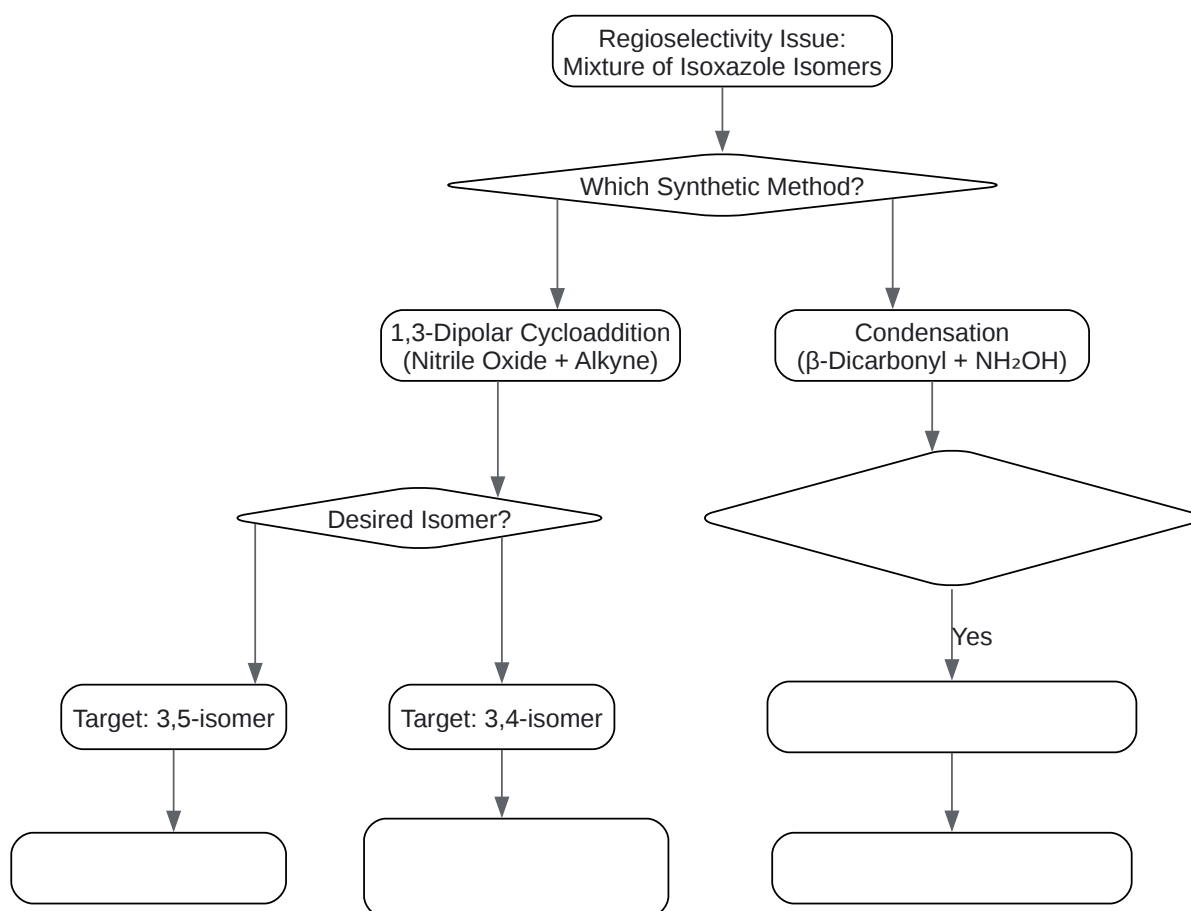 Regioselectivity Issue:
Mixture of Isoxazole Isomers
Which Synthetic Method?
1,3-Dipolar Cycloaddition
(Nitrile Oxide + Alkyne)
Condensation
(β-Dicarbonyl + NH₂OH)
Desired Isomer?
Yes
Target: 3,5-isomer
Target: 3,4-isomer